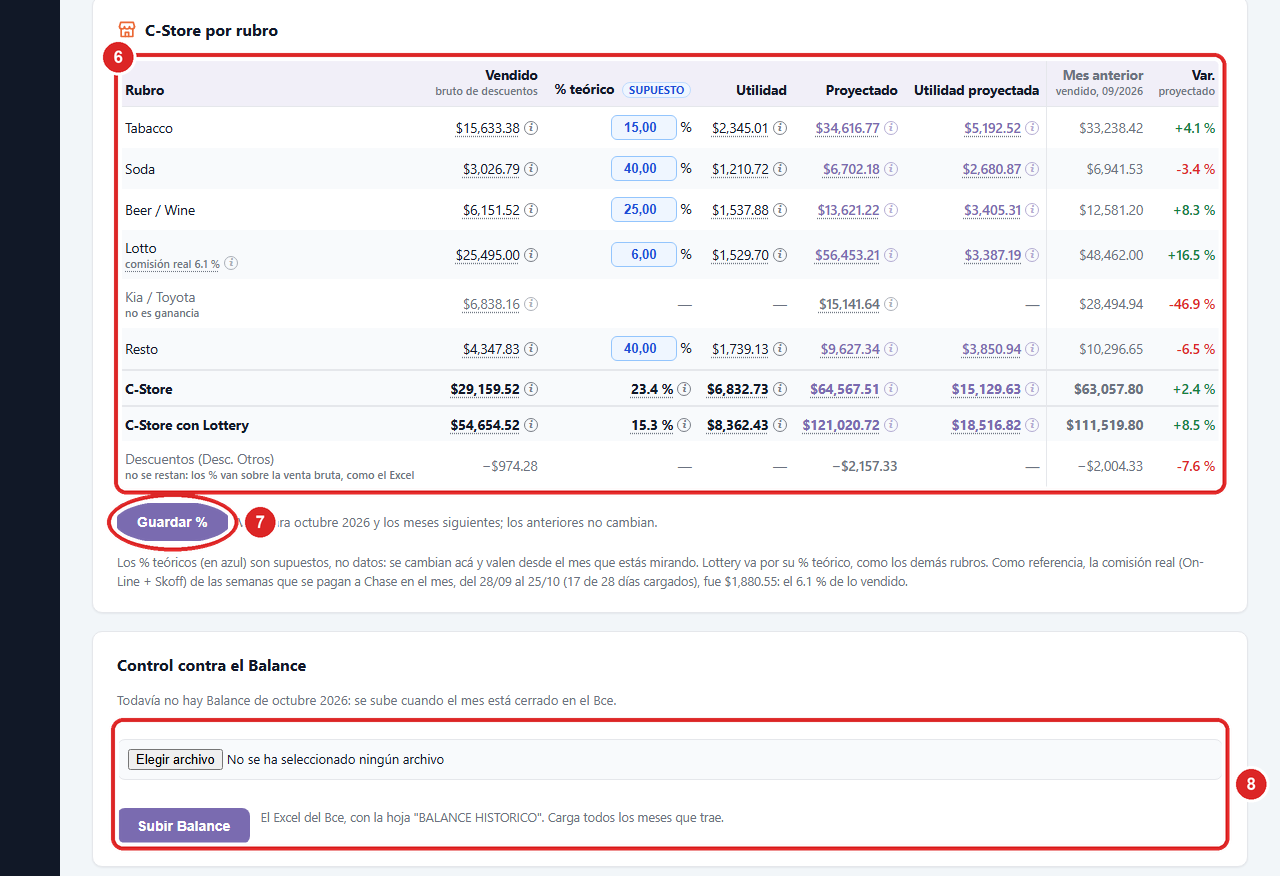 C-Store por rubro
6
Rubro Vendido bruto de descuentos % teórico SUPUESTO Utilidad Proyectado Utilidad proyectada Mes anterior vendido, 09/2026 Var. proyectado
Tabacco $15,633.38 15,00 % $2,345.01 $34,616.77 $5,192.52 $33,238.42 +4.1 %
Soda $3,026.79 40,00 % $1,210.72 $6,702.18 $2,680.87 $6,941.53 -3.4 %
Beer / Wine $6,151.52 25,00 % $1,537.88 $13,621.22 $3,405.31 $12,581.20 +8.3 %
Lotto $25,495.00 6,00 % $1,529.70 $56,453.21 $3,387.19 $48,462.00 +16.5 %
comisión real 6.1 %
Kia / Toyota $6,838.16 — — $15,141.64 — $28,494.94 -46.9 %
no es ganancia
Resto $4,347.83 40,00 % $1,739.13 $9,627.34 $3,850.94 $10,296.65 -6.5 %
C-Store $29,159.52 23.4 % $6,832.73 $64,567.51 $15,129.63 $63,057.80 +2.4 %
C-Store con Lottery $54,654.52 15.3 % $8,362.43 $121,020.72 $18,516.82 $111,519.80 +8.5 %
Descuentos (Desc. Otros) −$974.28 — — −$2,157.33 — −$2,004.33 -7.6 %
no se restan: los % van sobre la venta bruta, como el Excel
Guardar % 7 octubre 2026 y los meses siguientes; los anteriores no cambian.
Los % teóricos (en azul) son supuestos, no datos: se cambian acá y valen desde el mes que estás mirando. Lottery va por su % teórico, como los demás rubros. Como referencia, la comisión real (On-
Line + Skoff) de las semanas que se pagan a Chase en el mes, del 28/09 al 25/10 (17 de 28 días cargados), fue $1,880.55: el 6.1 % de lo vendido.
Control contra el Balance
Todavía no hay Balance de octubre 2026: se sube cuando el mes está cerrado en el Bce.
Elegir archivo No se ha seleccionado ningún archivo
8
Subir Balance El Excel del Bce, con la hoja "BALANCE HISTORICO". Carga todos los meses que trae.